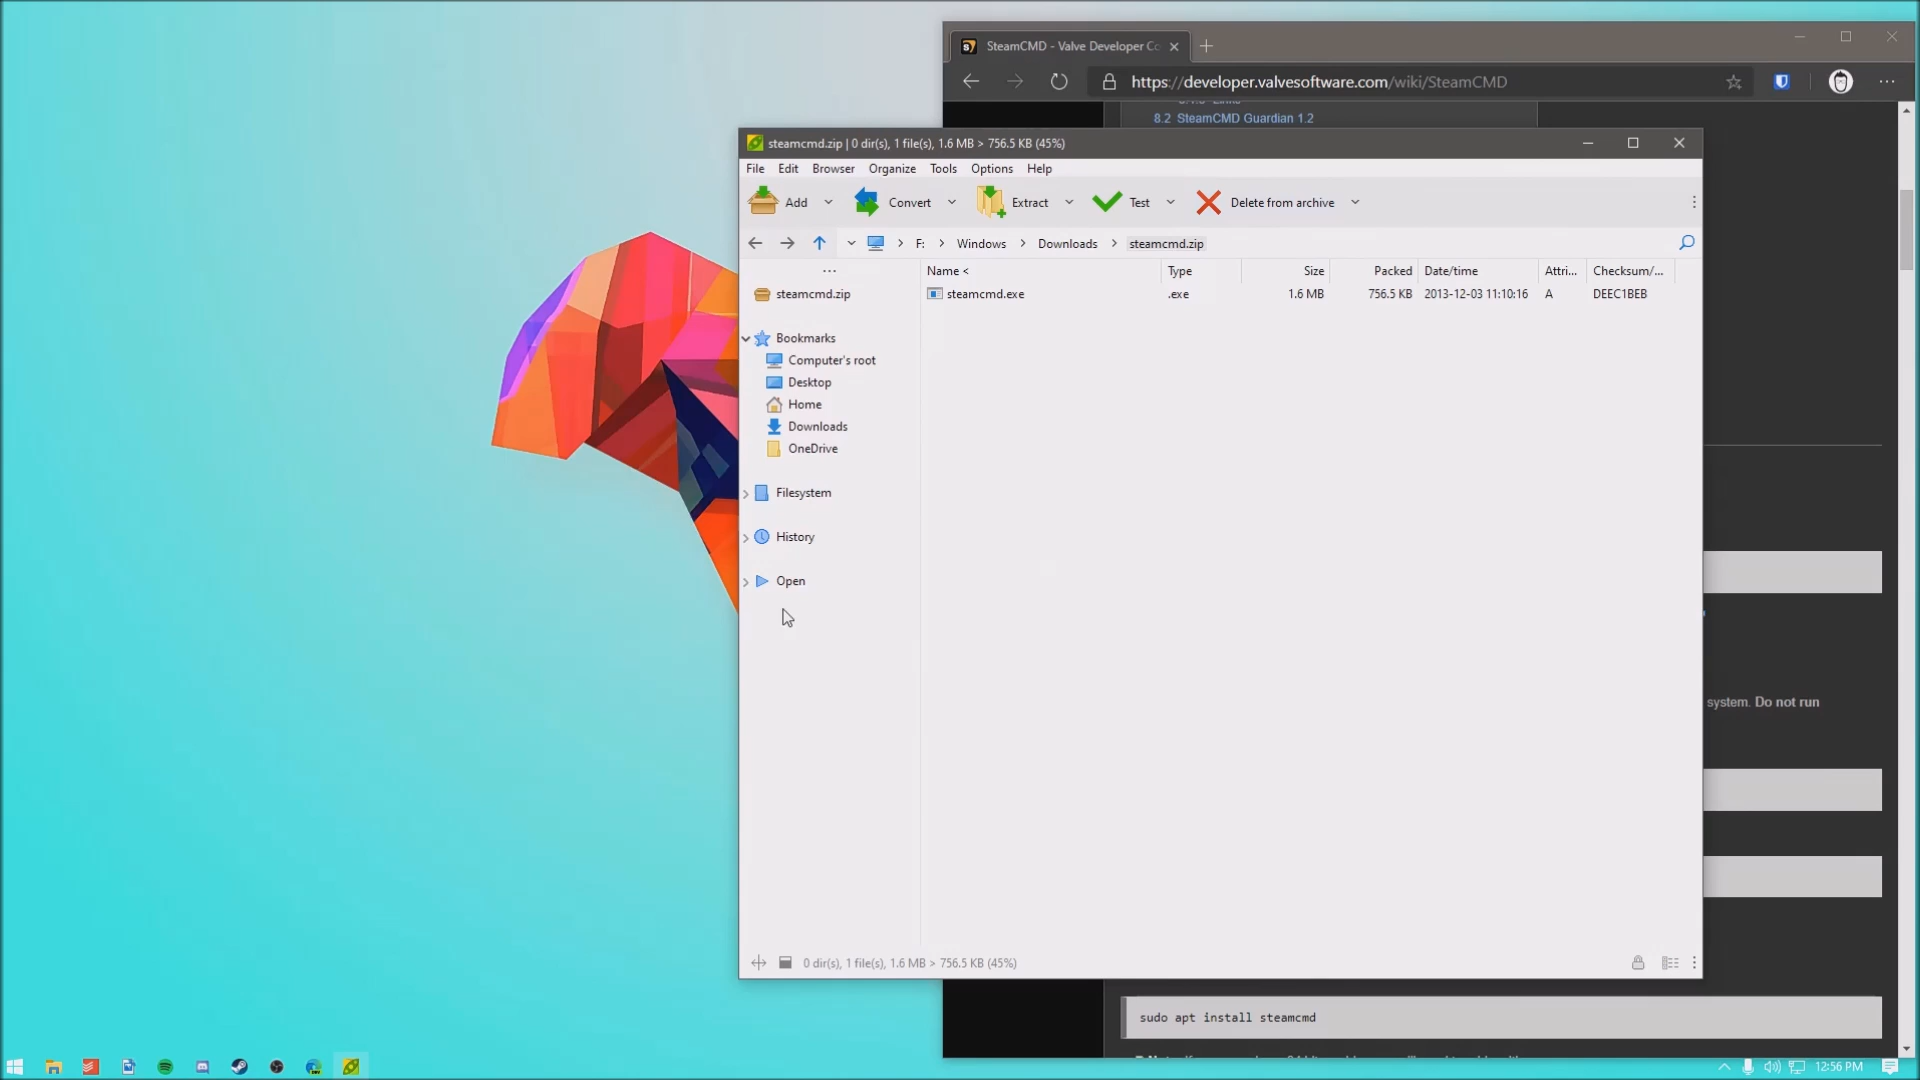 SteamCMD - Valve Developer Co
https://developer.valvesoftware.com/wiki/SteamCMD
8.2 SteamCMD Guardian 1.2
steamcmd.zip | 0 dir(s), 1 file(s), 1.6 MB > 756.5 KB (45%)
File Edit Browser Organize Tools Options Help
Add Convert Extract Test Delete from archive
F: > Windows > Downloads > steamcmd.zip
... Name < Type Size Packed Date/time Attri... Checksum/...
steamcmd.zip
steamcmd.exe .exe 1.6 MB 756.5 KB 2013-12-03 11:10:16 A DEEC1BEB
Bookmarks
Computer's root
Desktop
Home
Downloads
OneDrive
Filesystem
History
Open
system. Do not run
0 dir(s), 1 file(s), 1.6 MB > 756.5 KB (45%)
sudo apt install steamcmd
12:56 PM